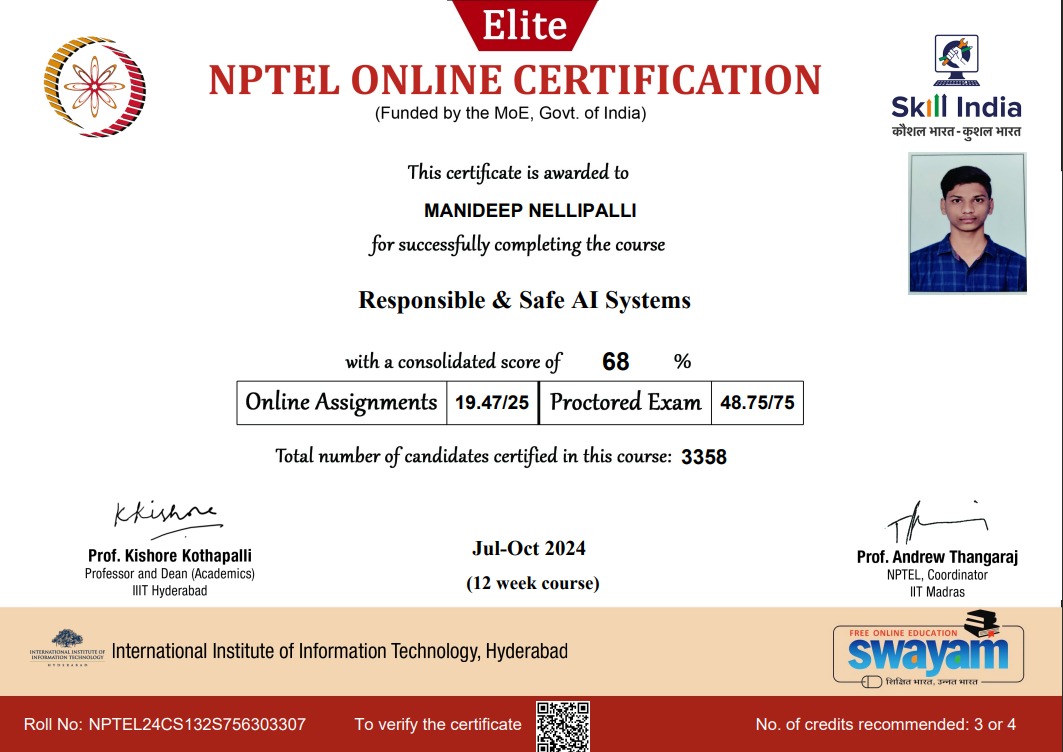 Elite
NPTEL ONLINE CERTIFICATION
(Funded by the MoE, Govt. of India)
Skill India
कौशल भारत - कुशल भारत
This certificate is awarded to
MANIDEEP NELLIPALLI
for successfully completing the course
Responsible & Safe AI Systems
with a consolidated score of 68 %
Online Assignments 19.47/25 Proctored Exam 48.75/75
Total number of candidates certified in this course: 3358
KKishore
Prof. Kishore Kothapalli
Professor and Dean (Academics)
IIIT Hyderabad
Jul-Oct 2024
(12 week course)
Prof. Andrew Thangaraj
NPTEL, Coordinator
IIT Madras
INTERNATIONAL INSTITUTE OF
INFORMATION TECHNOLOGY
HYDERABAD
International Institute of Information Technology, Hyderabad
FREE ONLINE EDUCATION
swayam
शिक्षित भारत, उन्नत भारत
Roll No: NPTEL24CS132S756303307 To verify the certificate No. of credits recommended: 3 or 4